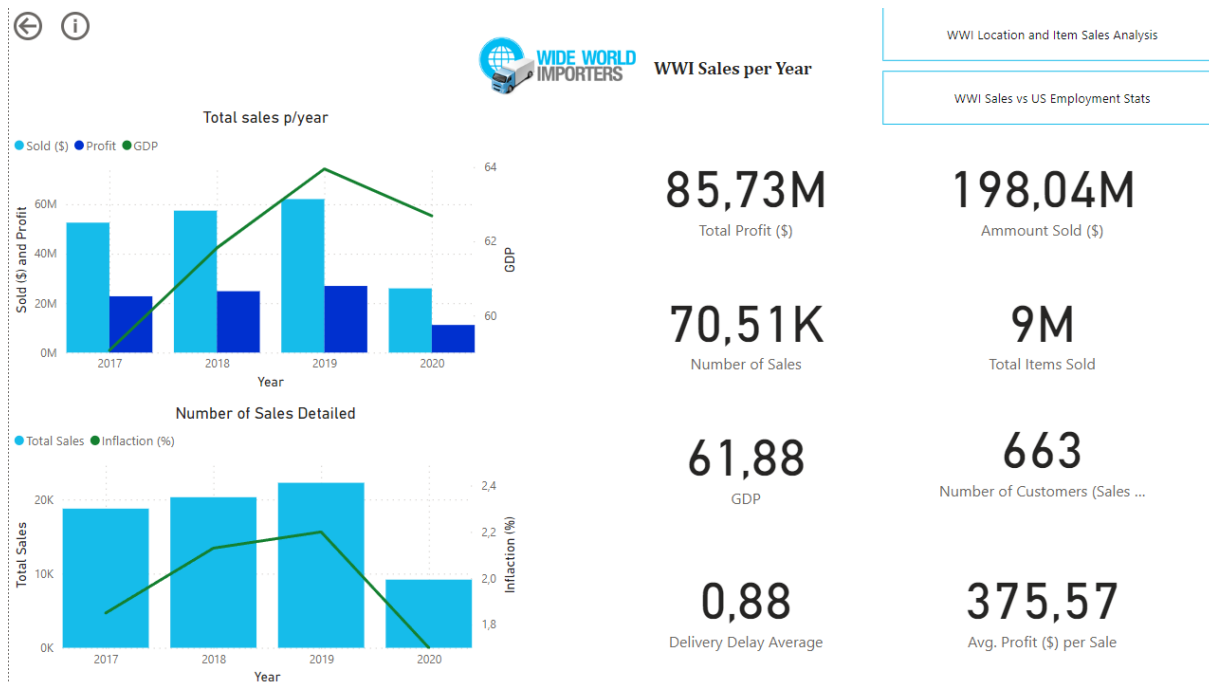 WIDE WORLD
IMPORTERS
WWI Sales per Year
WWI Location and Item Sales Analysis
WWI Sales vs US Employment Stats
Total sales p/year
Sold ($) Profit GDP
Sold ($) and Profit
60M
40M
20M
0M
64
62
60
GDP
2017 2018 2019 2020
Year
Number of Sales Detailed
Total Sales Inflaction (%)
Total Sales
20K
10K
0K
2,4
2,2
2,0
1,8
Inflaction (%)
2017 2018 2019 2020
Year
85,73M
Total Profit ($)
198,04M
Ammount Sold ($)
70,51K
Number of Sales
9M
Total Items Sold
61,88
GDP
663
Number of Customers (Sales ...
0,88
Delivery Delay Average
375,57
Avg. Profit ($) per Sale